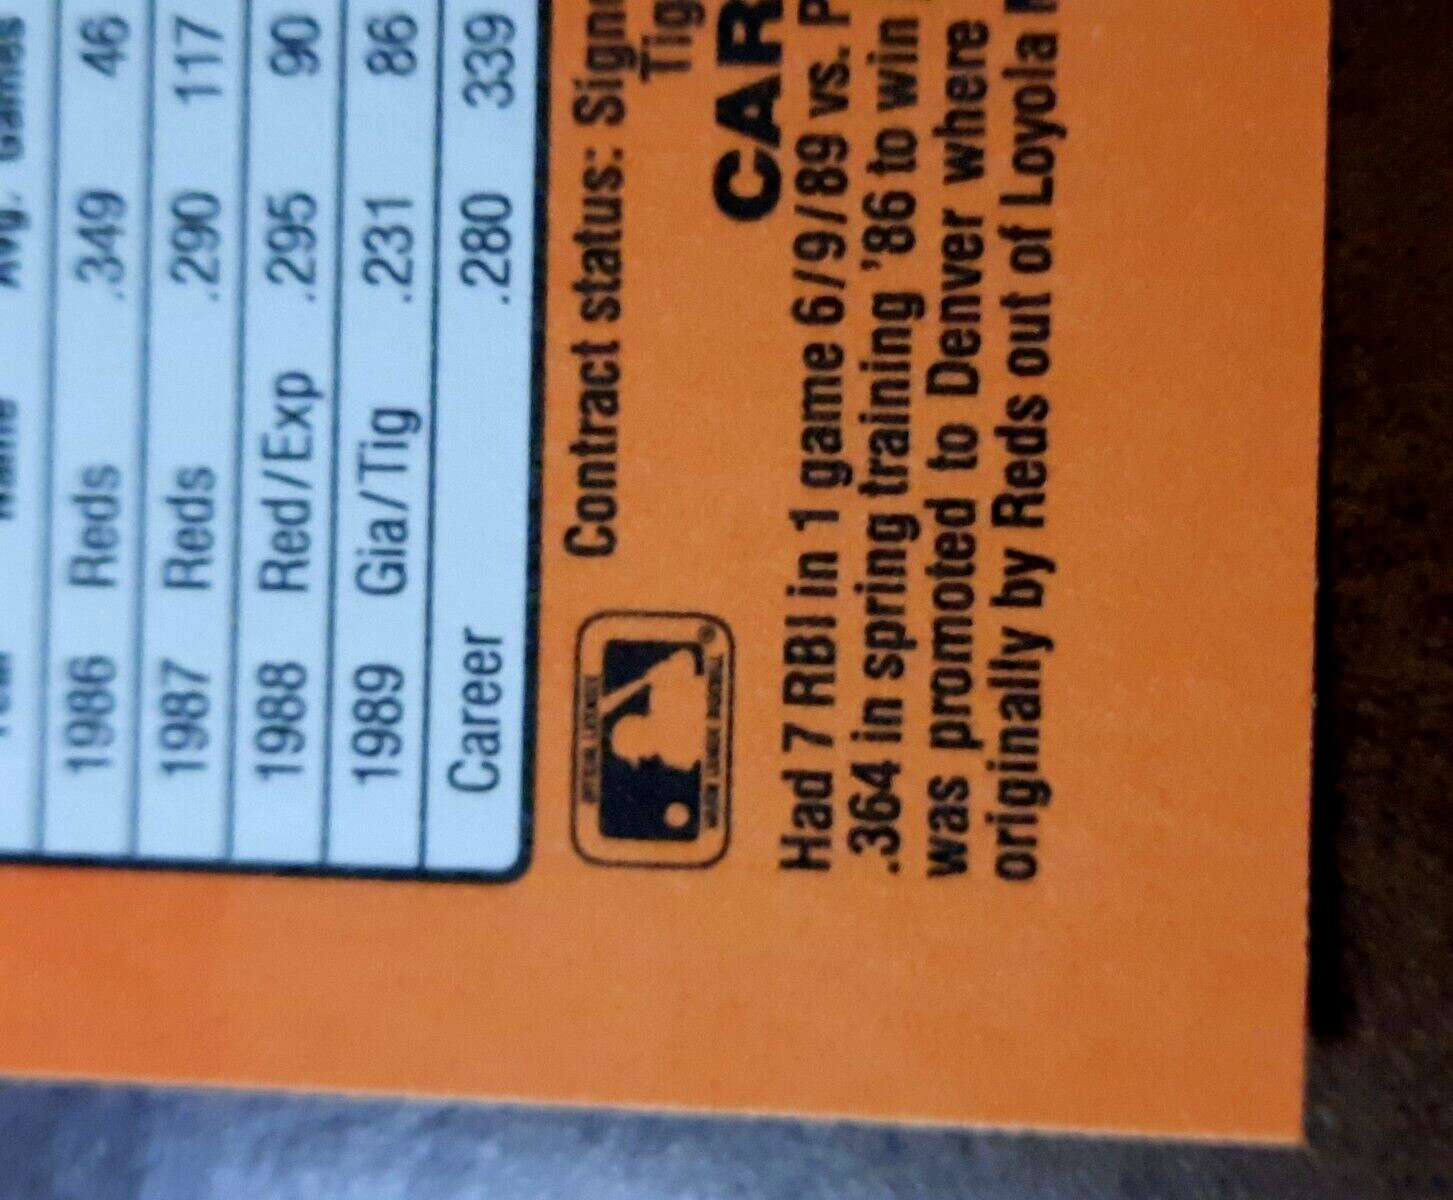 1986 Reds .349 46
1987 Reds .290 117
1988 Red/Exp .295 90
1989 Gia/Tig .231 86
Career .280 339
Contract status: Sign
Tig
CAR
Had 7 RBI in 1 game 6/9/89 vs. P
.364 in spring training '86 to win
was promoted to Denver where
originally by Reds out of Loyola